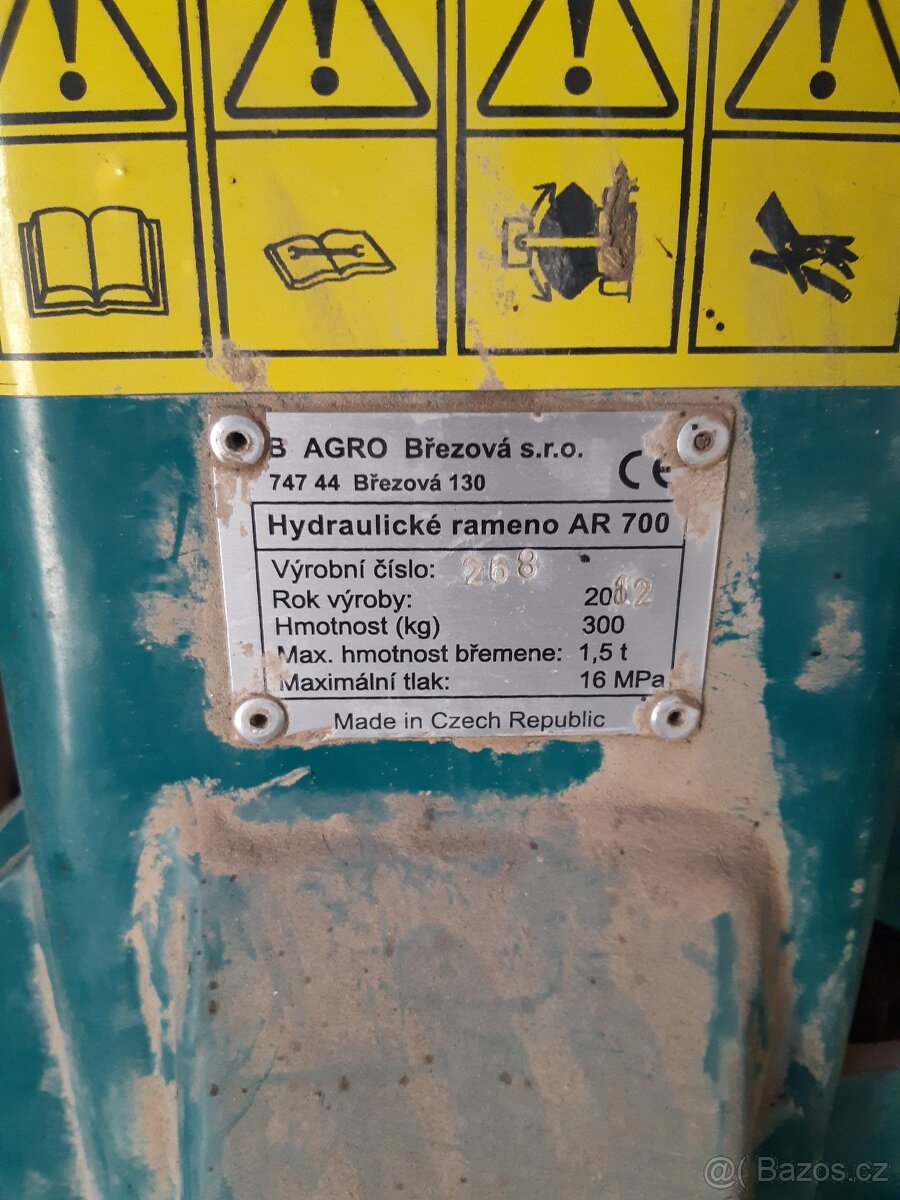 B AGRO Březová s.r.o.
747 44 Březová 130
CE
Hydraulické rameno AR 700
Výrobní číslo: 268
Rok výroby: 2012
Hmotnost (kg) 300
Max. hmotnost břemene: 1,5 t
Maximální tlak: 16 MPa
Made in Czech Republic
@( Bazos.cz